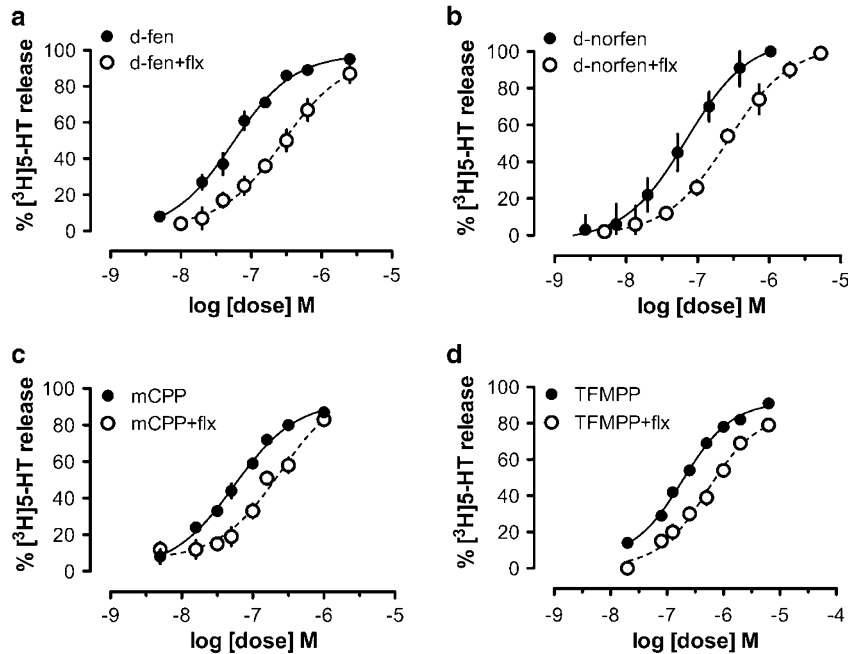 a
d-fen
d-fen+flx
% [³H]5-HT release
100
80
60
40
20
0
-9 -8 -7 -6 -5
log [dose] M
b
d-norfen
d-norfen+flx
% [³H]5-HT release
100
80
60
40
20
0
-9 -8 -7 -6 -5
log [dose] M
c
mCPP
mCPP+flx
% [³H]5-HT release
100
80
60
40
20
0
-9 -8 -7 -6 -5
log [dose] M
d
TFMPP
TFMPP+flx
% [³H]5-HT release
100
80
60
40
20
0
-9 -8 -7 -6 -5 -4
log [dose] M